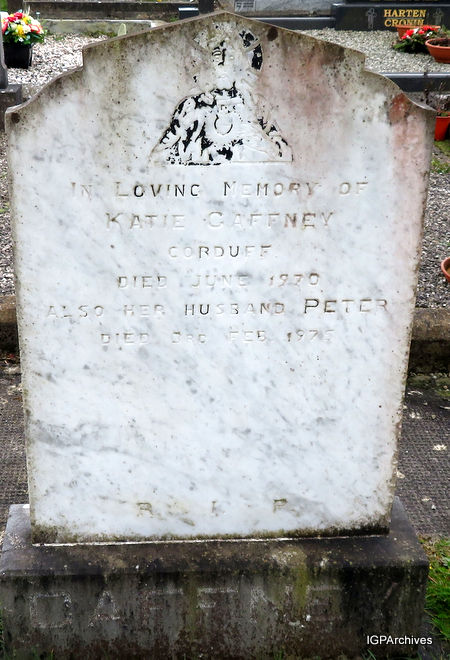 HARTEN
CRONIN
IN LOVING MEMORY OF
KATIE GAFFNEY
CORDUFF.
DIED JUNE 1970
ALSO HER HUSBAND PETER
DIED 3RD FEB
R I P
GAFFNEY
IGPArchives